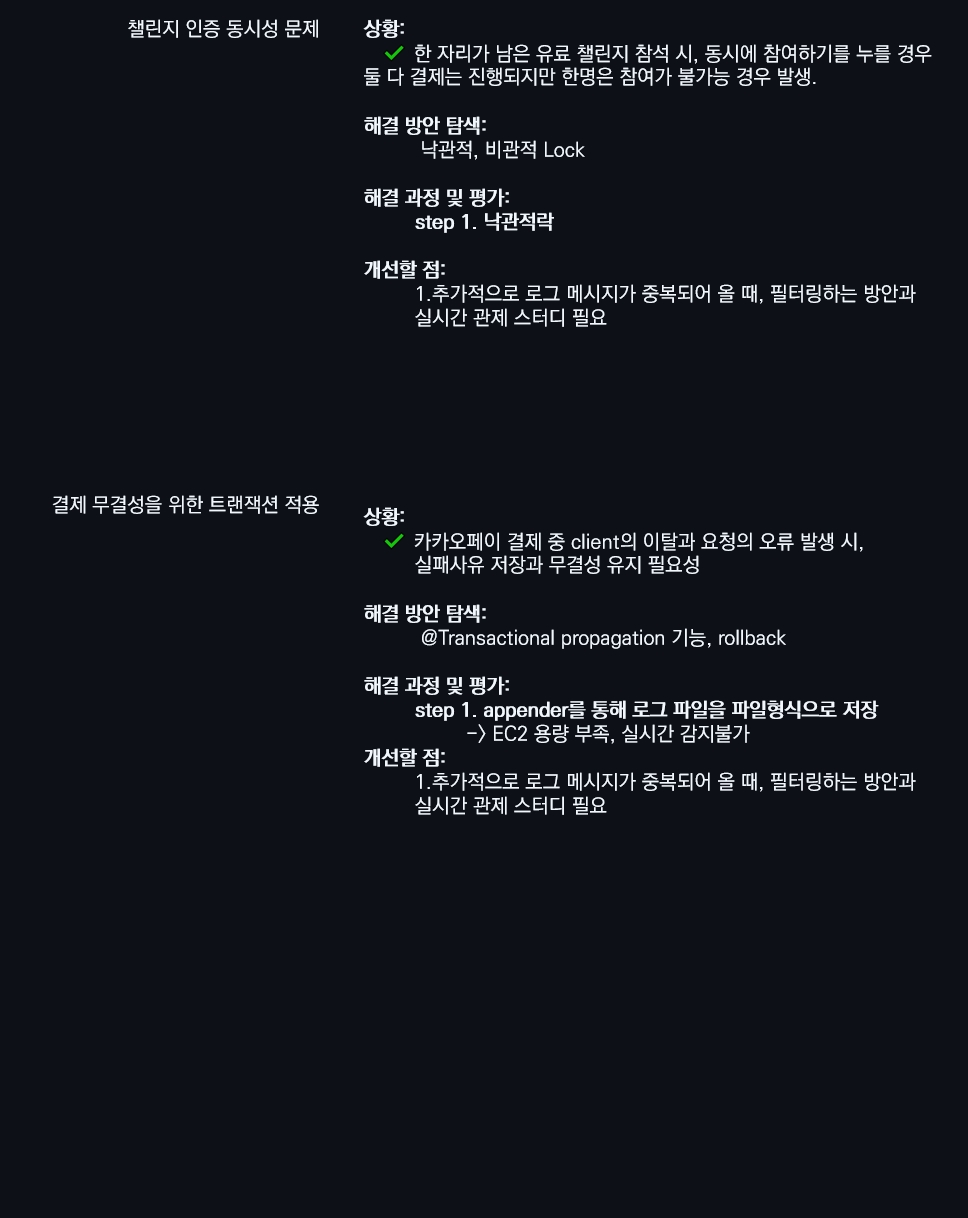 챌린지 인증 동시성 문제
상황:
✔ 한 자리가 남은 유료 챌린지 참석 시, 동시에 참여하기를 누를 경우
둘 다 결제는 진행되지만 한명은 참여가 불가능 경우 발생.
해결 방안 탐색:
낙관적, 비관적 Lock
해결 과정 및 평가:
step 1. 낙관적락
개선할 점:
1.추가적으로 로그 메시지가 중복되어 올 때, 필터링하는 방안과
실시간 관제 스터디 필요
결제 무결성을 위한 트랜잭션 적용
상황:
✔ 카카오페이 결제 중 client의 이탈과 요청의 오류 발생 시,
실패사유 저장과 무결성 유지 필요성
해결 방안 탐색:
@Transactional propagation 기능, rollback
해결 과정 및 평가:
step 1. appender를 통해 로그 파일을 파일형식으로 저장
-> EC2 용량 부족, 실시간 감지불가
개선할 점:
1.추가적으로 로그 메시지가 중복되어 올 때, 필터링하는 방안과
실시간 관제 스터디 필요